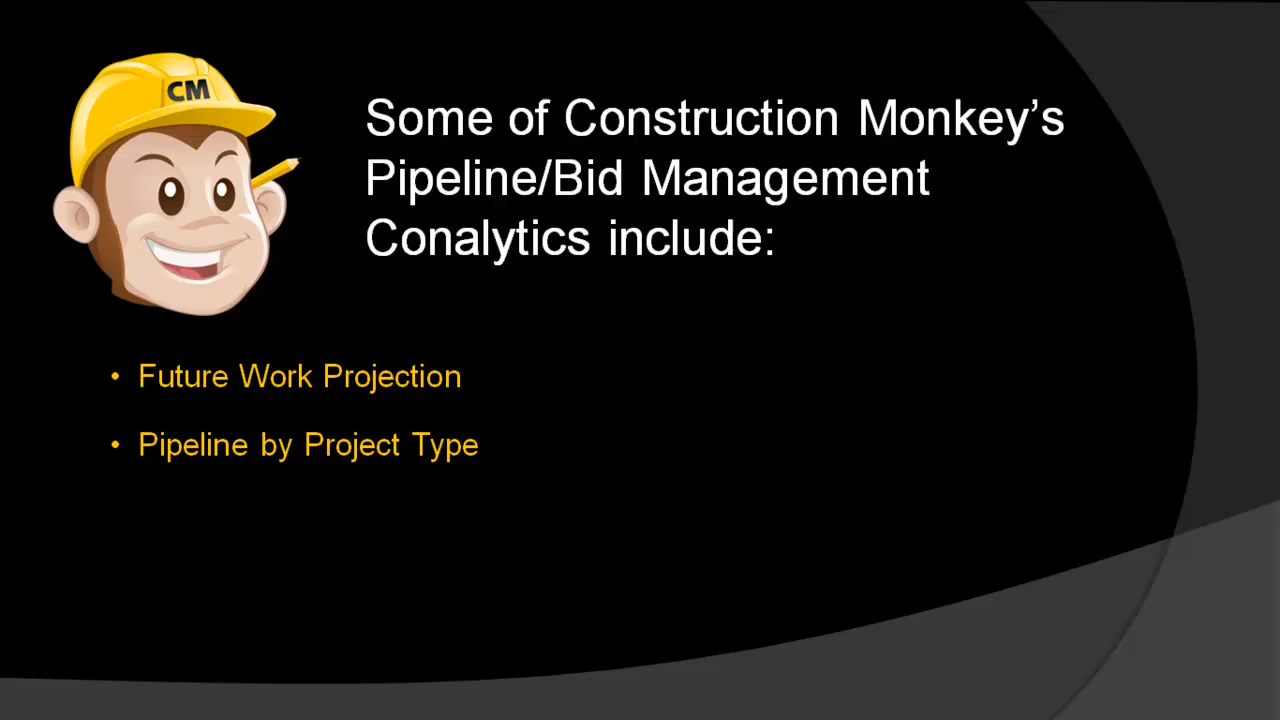 CM
Some of Construction Monkey’s
Pipeline/Bid Management
Conalytics include:
• Future Work Projection
• Pipeline by Project Type